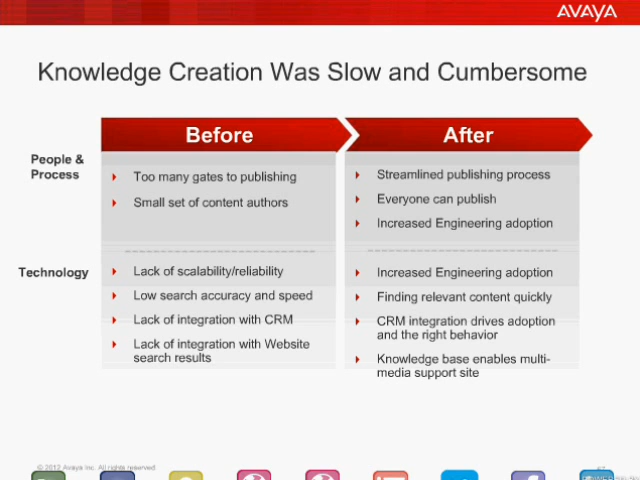 AVAYA
Knowledge Creation Was Slow and Cumbersome
Before
After
People &
Process
Too many gates to publishing
Small set of content authors
Streamlined publishing process
Everyone can publish
Increased Engineering adoption
Technology
Lack of scalability/reliability
Low search accuracy and speed
Lack of integration with CRM
Lack of integration with Website
search results
Increased Engineering adoption
Finding relevant content quickly
CRM integration drives adoption
and the right behavior
Knowledge base enables multi-
media support site
© 2012 Avaya Inc. All rights reserved